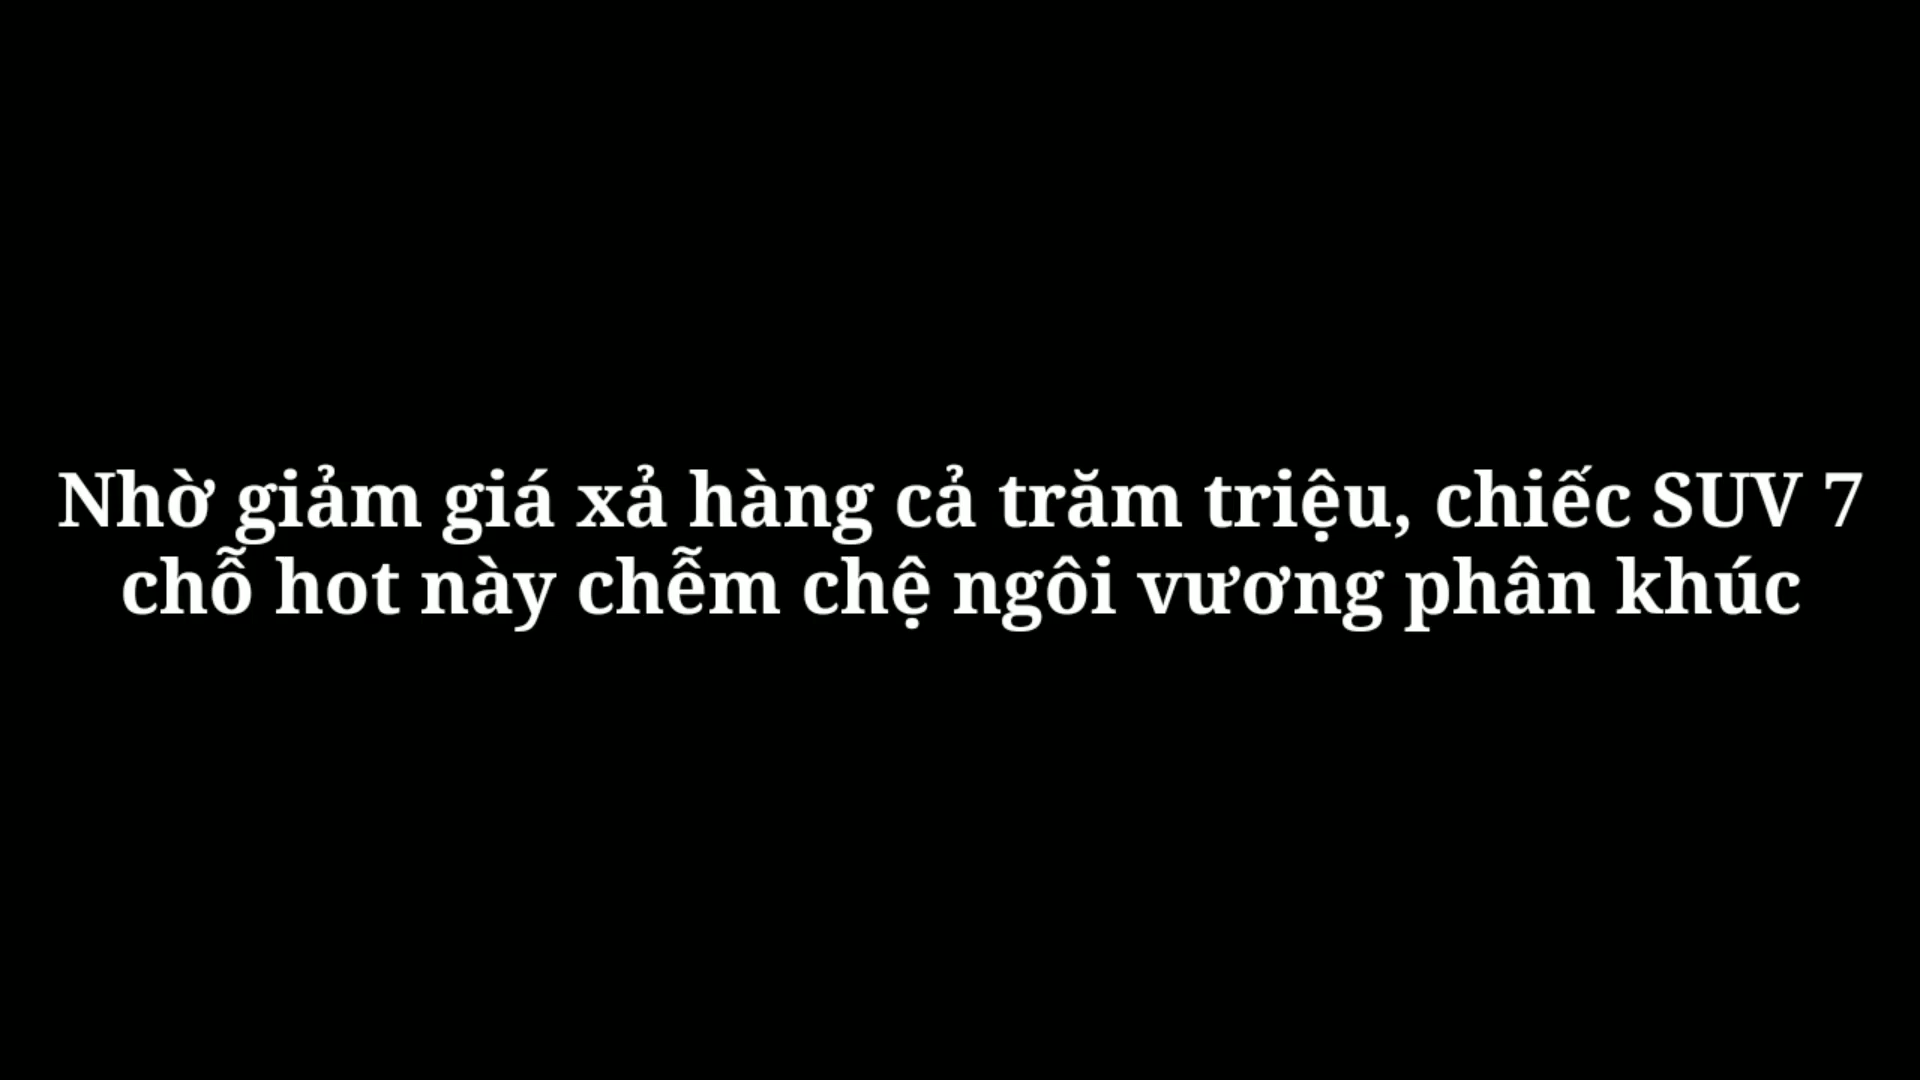 Nhờ giảm giá xả hàng cả trăm triệu, chiếc SUV 7
chỗ hot này chễm chệ ngôi vương phân khúc